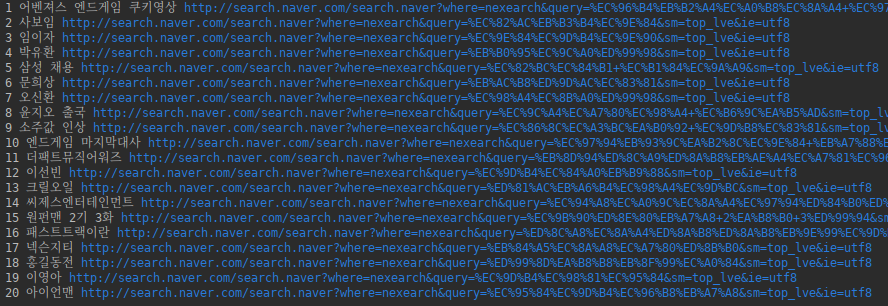 1 어벤져스 엔드게임 쿠키영상 http://search.naver.com/search.naver?where=nexearch&query=%EC%96%B4%EB%B2%A4%EC%A0%B8%EC%8A%A4+%EC%97
2 사보임 http://search.naver.com/search.naver?where=nexearch&query=%EC%82%AC%EB%B3%B4%EC%9E%84&sm=top_lve&ie=utf8
3 임이자 http://search.naver.com/search.naver?where=nexearch&query=%EC%9E%84%EC%9D%B4%EC%9E%90&sm=top_lve&ie=utf8
4 박유환 http://search.naver.com/search.naver?where=nexearch&query=%EB%B0%95%EC%9C%A0%ED%99%98&sm=top_lve&ie=utf8
5 삼성 채용 http://search.naver.com/search.naver?where=nexearch&query=%EC%82%BC%EC%84%B1+%EC%B1%84%EC%9A%A9&sm=top_lve&ie=utf8
6 문희상 http://search.naver.com/search.naver?where=nexearch&query=%EB%AC%B8%ED%9D%AC%EC%83%81&sm=top_lve&ie=utf8
7 오신환 http://search.naver.com/search.naver?where=nexearch&query=%EC%98%A4%EC%8B%A0%ED%99%98&sm=top_lve&ie=utf8
8 윤지오 출국 http://search.naver.com/search.naver?where=nexearch&query=%EC%9C%A4%EC%A7%80%EC%98%A4+%EC%B6%9C%EA%B5%AD&sm=top_lve
9 소주값 인상 http://search.naver.com/search.naver?where=nexearch&query=%EC%86%8C%EC%A3%BC%EA%B0%92+%EC%9D%B8%EC%83%81&sm=top_lve
10 엔드게임 마지막대사 http://search.naver.com/search.naver?where=nexearch&query=%EC%97%94%EB%93%9C%EA%B2%8C%EC%9E%84+%EB%A7%88%E
11 더팩트뮤직어워즈 http://search.naver.com/search.naver?where=nexearch&query=%EB%8D%94%ED%8C%A9%ED%8A%B8%EB%AE%A4%EC%A7%81%EC%96
12 이선빈 http://search.naver.com/search.naver?where=nexearch&query=%EC%9D%B4%EC%84%A0%EB%B9%88&sm=top_lve&ie=utf8
13 크릴오일 http://search.naver.com/search.naver?where=nexearch&query=%ED%81%AC%EB%A6%B4%EC%98%A4%EC%9D%BC&sm=top_lve&ie=utf8
14 씨제스엔터테인먼트 http://search.naver.com/search.naver?where=nexearch&query=%EC%94%A8%EC%A0%9C%EC%8A%A4%EC%97%94%ED%84%B0%ED
15 원펀맨 2기 3화 http://search.naver.com/search.naver?where=nexearch&query=%EC%9B%90%ED%8E%80%EB%A7%A8+2%EA%B8%B0+3%ED%99%94&sm
16 패스트트랙이란 http://search.naver.com/search.naver?where=nexearch&query=%ED%8C%A8%EC%8A%A4%ED%8A%B8%ED%8A%B8%EB%9E%99%EC%9D%
17 넥슨지티 http://search.naver.com/search.naver?where=nexearch&query=%EB%84%A5%EC%8A%A8%EC%A7%80%ED%8B%B0&sm=top_lve&ie=utf8
18 홍길동전 http://search.naver.com/search.naver?where=nexearch&query=%ED%99%8D%EA%B8%B8%EB%8F%99%EC%A0%84&sm=top_lve&ie=utf8
19 이영아 http://search.naver.com/search.naver?where=nexearch&query=%EC%9D%B4%EC%98%81%EC%95%84&sm=top_lve&ie=utf8
20 아이언맨 http://search.naver.com/search.naver?where=nexearch&query=%EC%95%84%EC%9D%B4%EC%96%B8%EB%A7%A8&sm=top_lve&ie=utf8